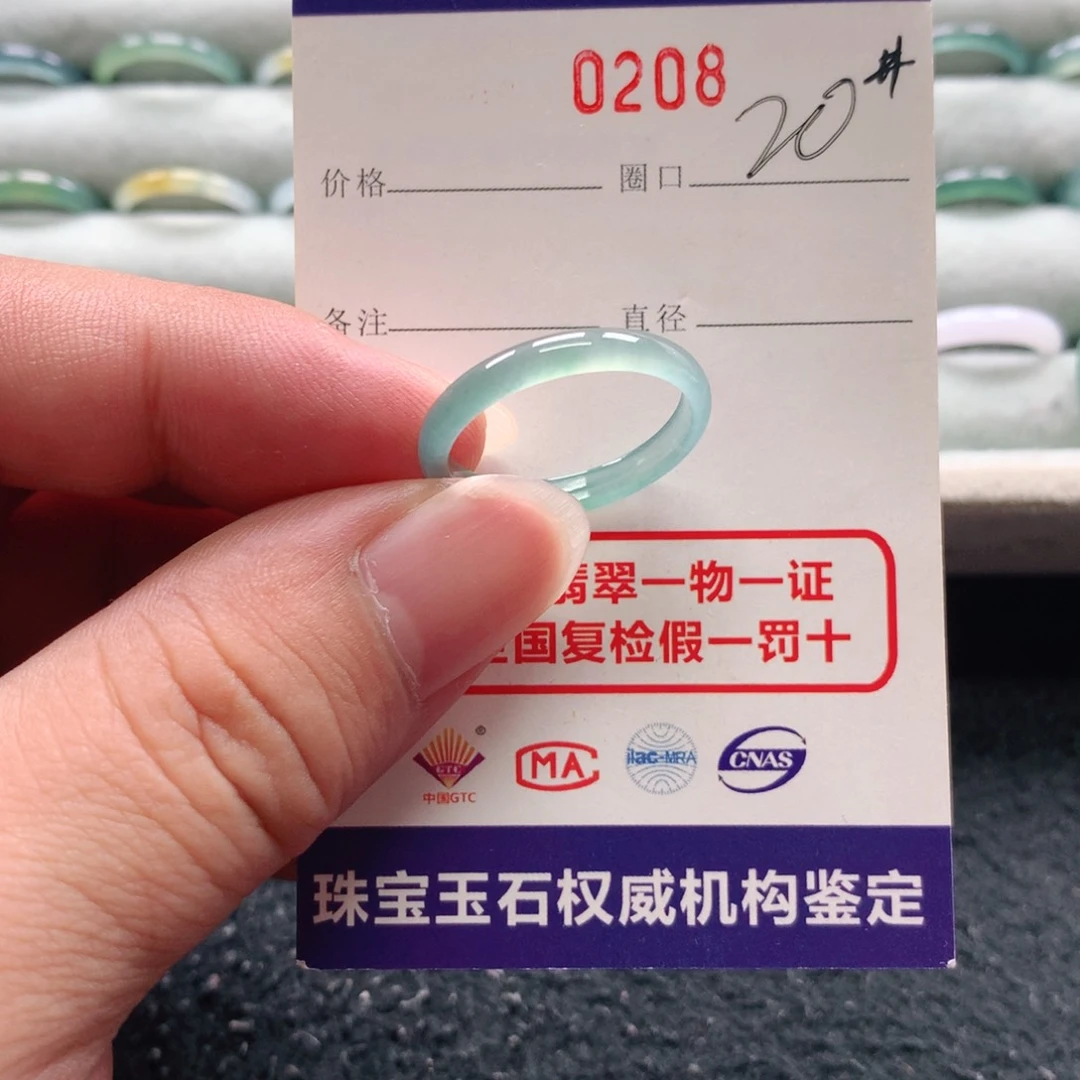 0208
价格 圈口 20#
备注 直径
翡翠一物一证
国复检假一罚十
GTC ® MA ilac-MRA CNAS
中国GTC
珠宝玉石权威机构鉴定